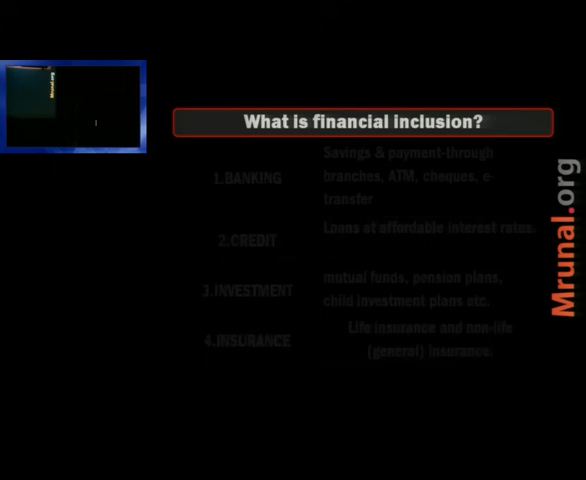 Mrunal.org
What is financial inclusion?
1.BANKING
Savings & payment-through
branches, ATM, cheques, e-
transfer
2.CREDIT
Loans at affordable interest rates.
3.INVESTMENT
mutual funds, pension plans,
child investment plans etc.
4.INSURANCE
Life insurance and non-life
(general) insurance.
Mrunal.org